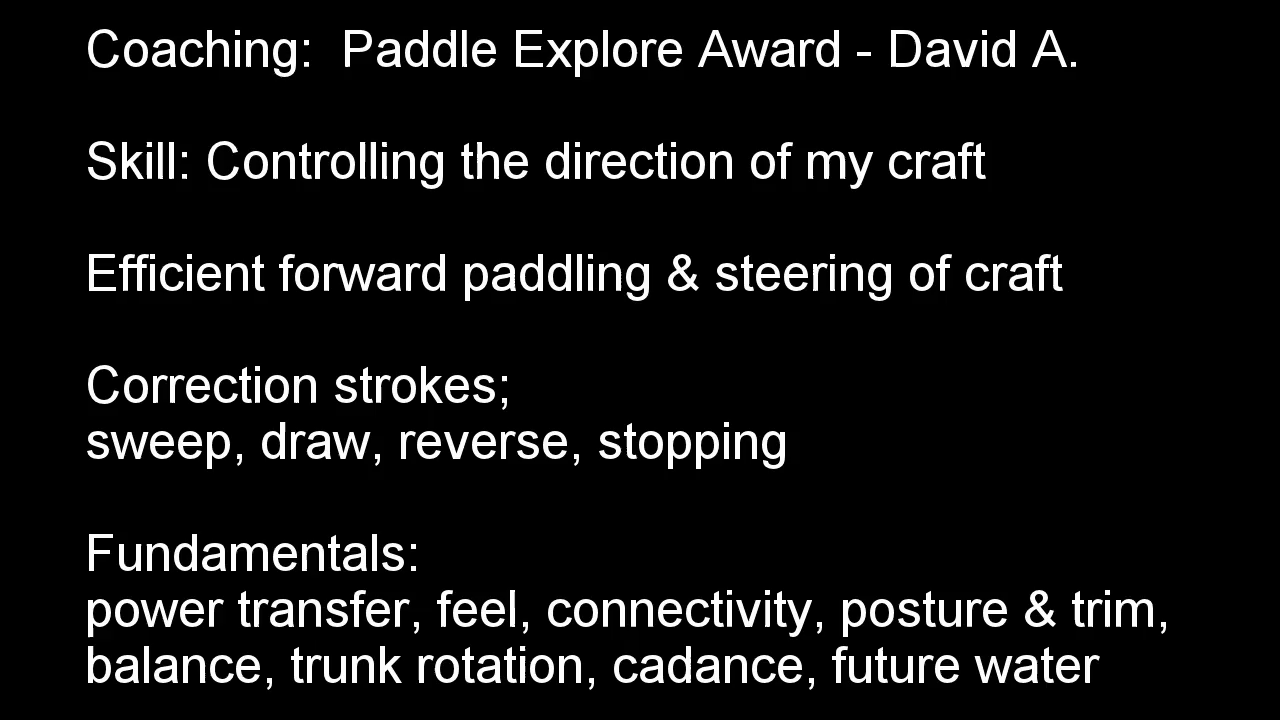 Coaching:  Paddle Explore Award - David A.
Skill: Controlling the direction of my craft
Efficient forward paddling & steering of craft
Correction strokes;
sweep, draw, reverse, stopping
Fundamentals:
power transfer, feel, connectivity, posture & trim,
balance, trunk rotation, cadance, future water